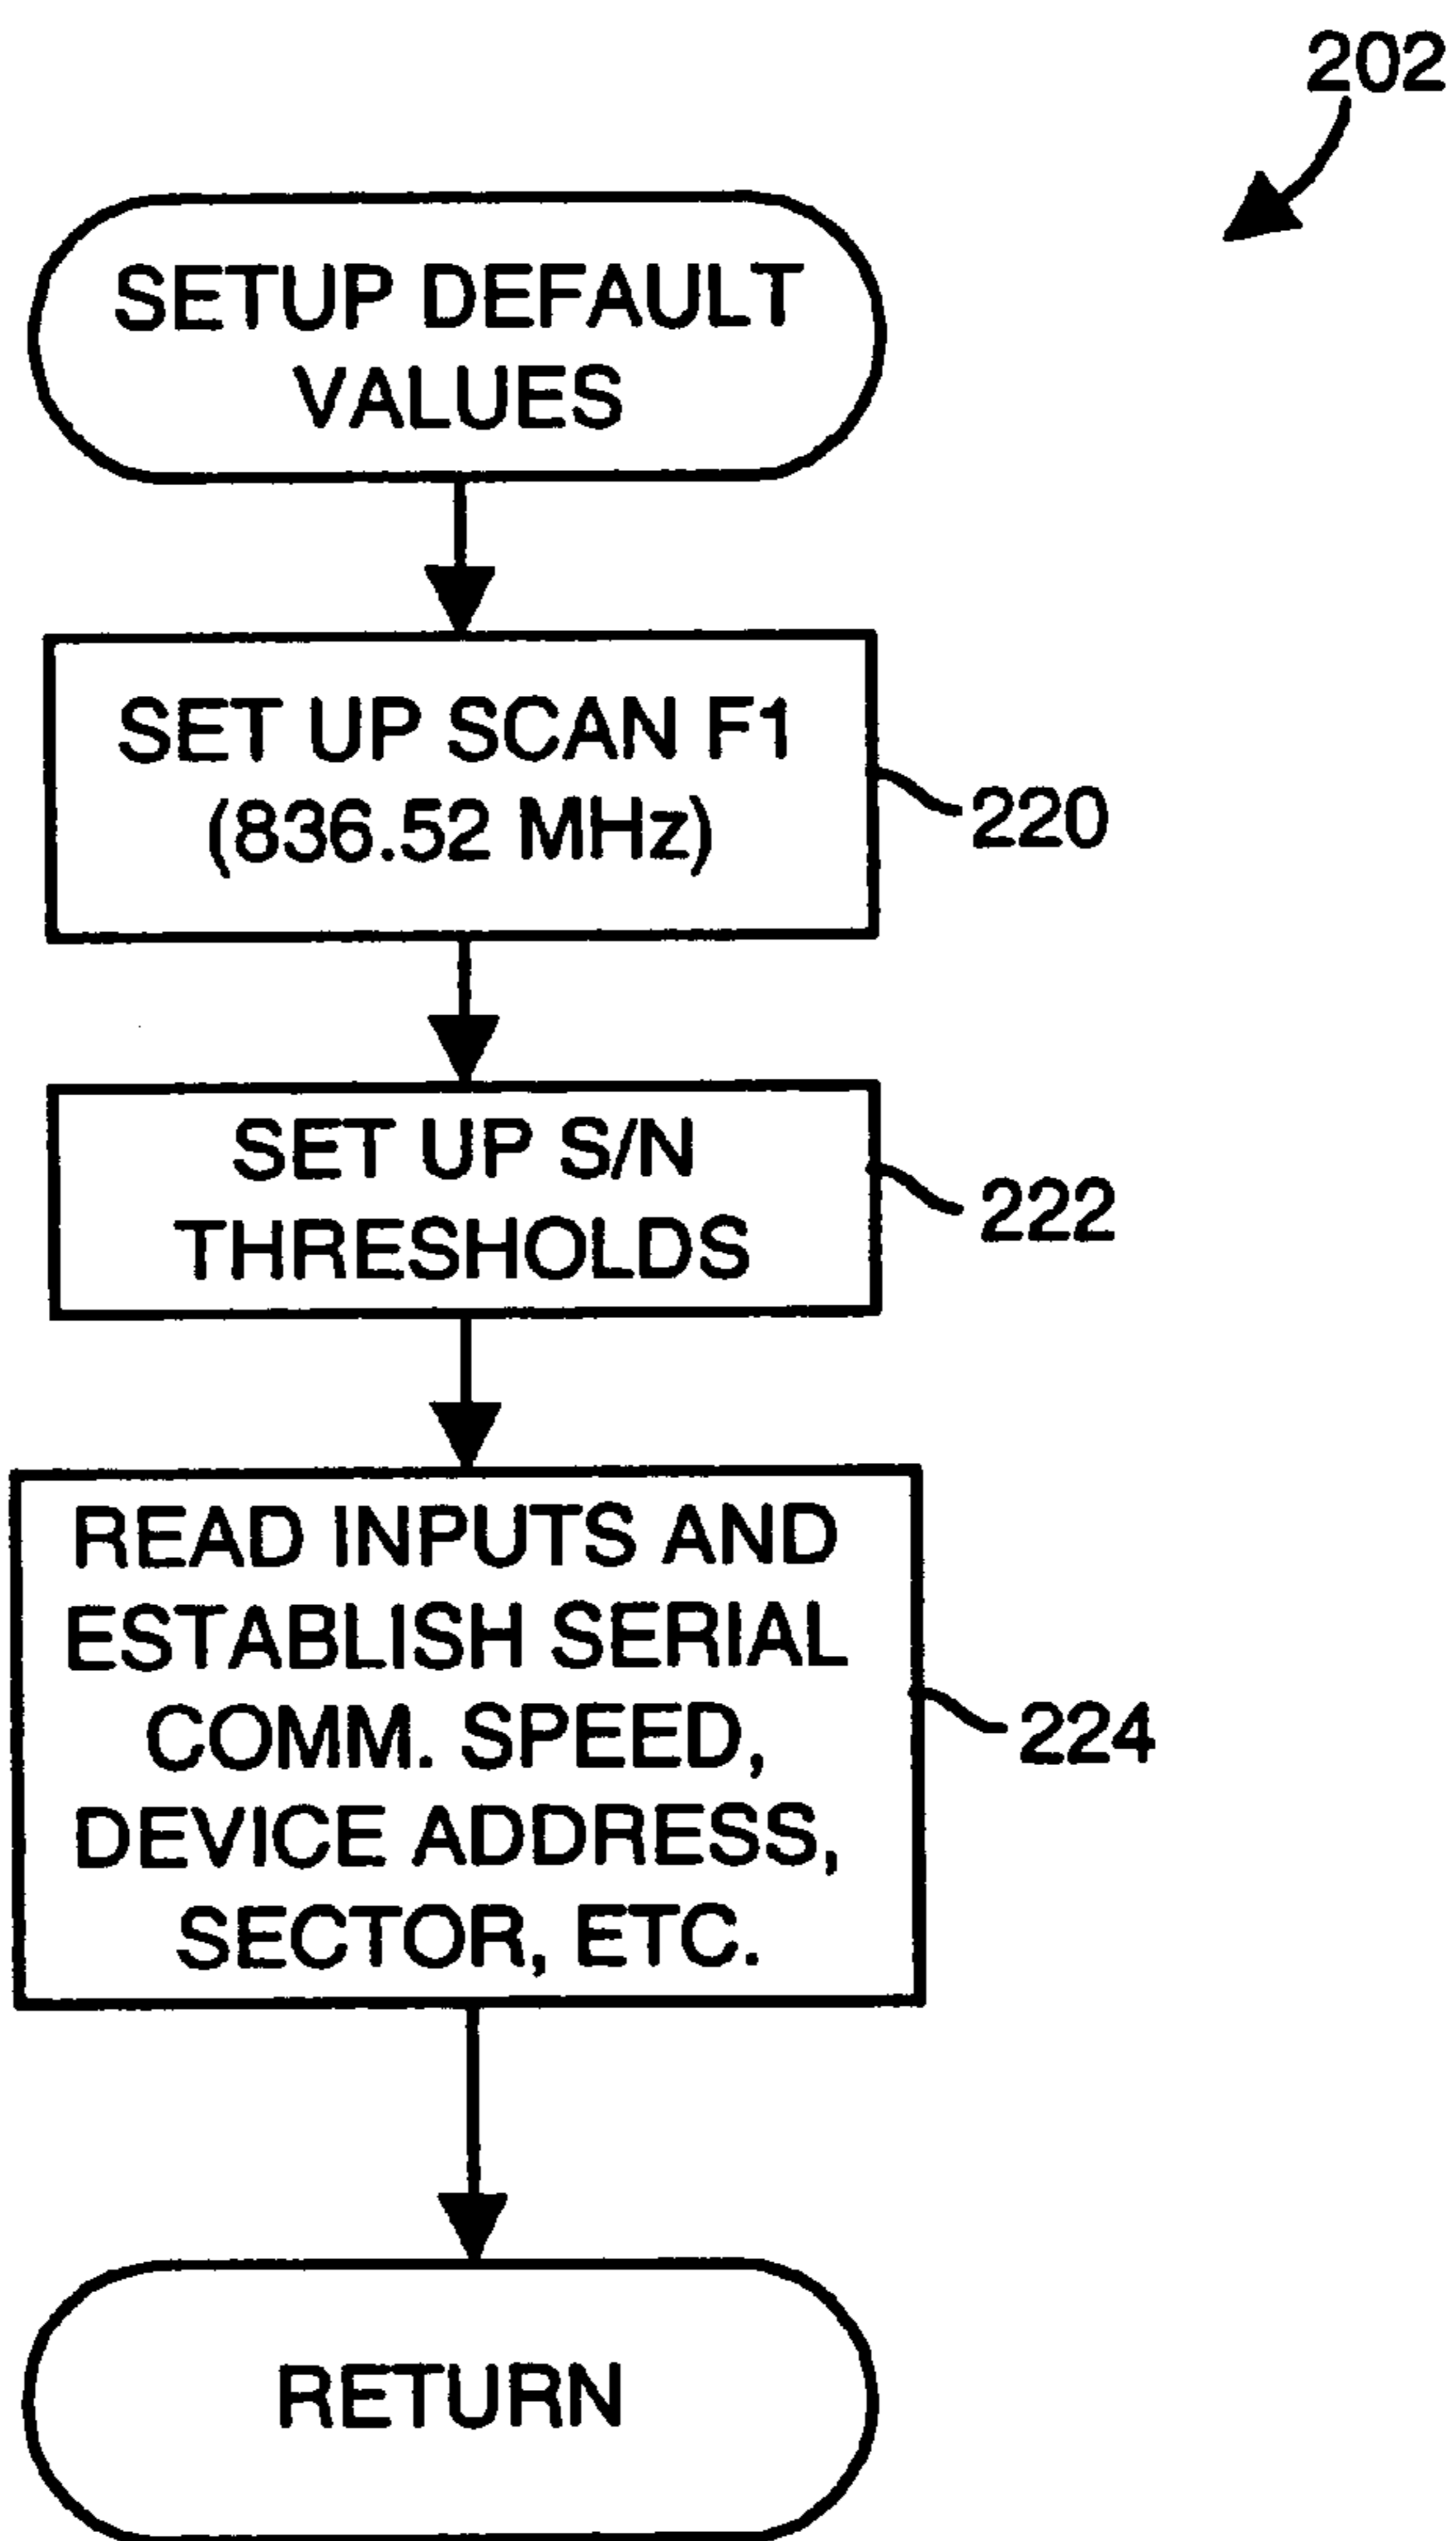 202
SETUP DEFAULT
VALUES
SET UP SCAN F1
(836.52 MHz)
220
SET UP S/N
THRESHOLDS
222
READ INPUTS AND
ESTABLISH SERIAL
COMM. SPEED,
DEVICE ADDRESS,
SECTOR, ETC.
224
RETURN